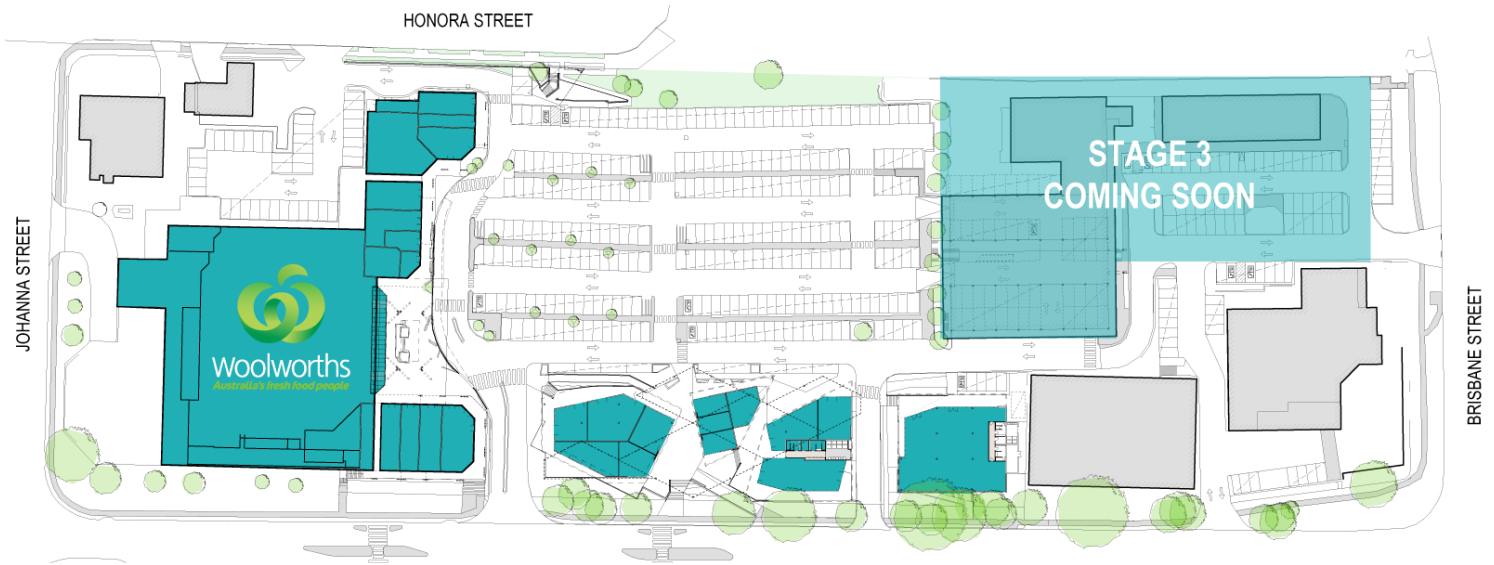 HONORA STREET
STAGE 3
COMING SOON
JOHANNA STREET
Woolworths
Australia's fresh food people
BRISBANE STREET